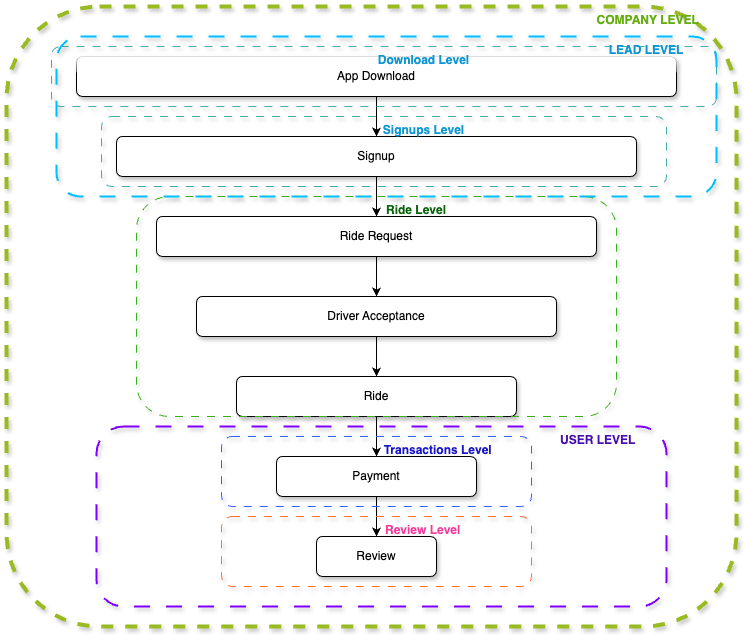 COMPANY LEVEL
LEAD LEVEL
Download Level
App Download
Signups Level
Signup
Ride Level
Ride Request
Driver Acceptance
Ride
USER LEVEL
Transactions Level
Payment
Review Level
Review